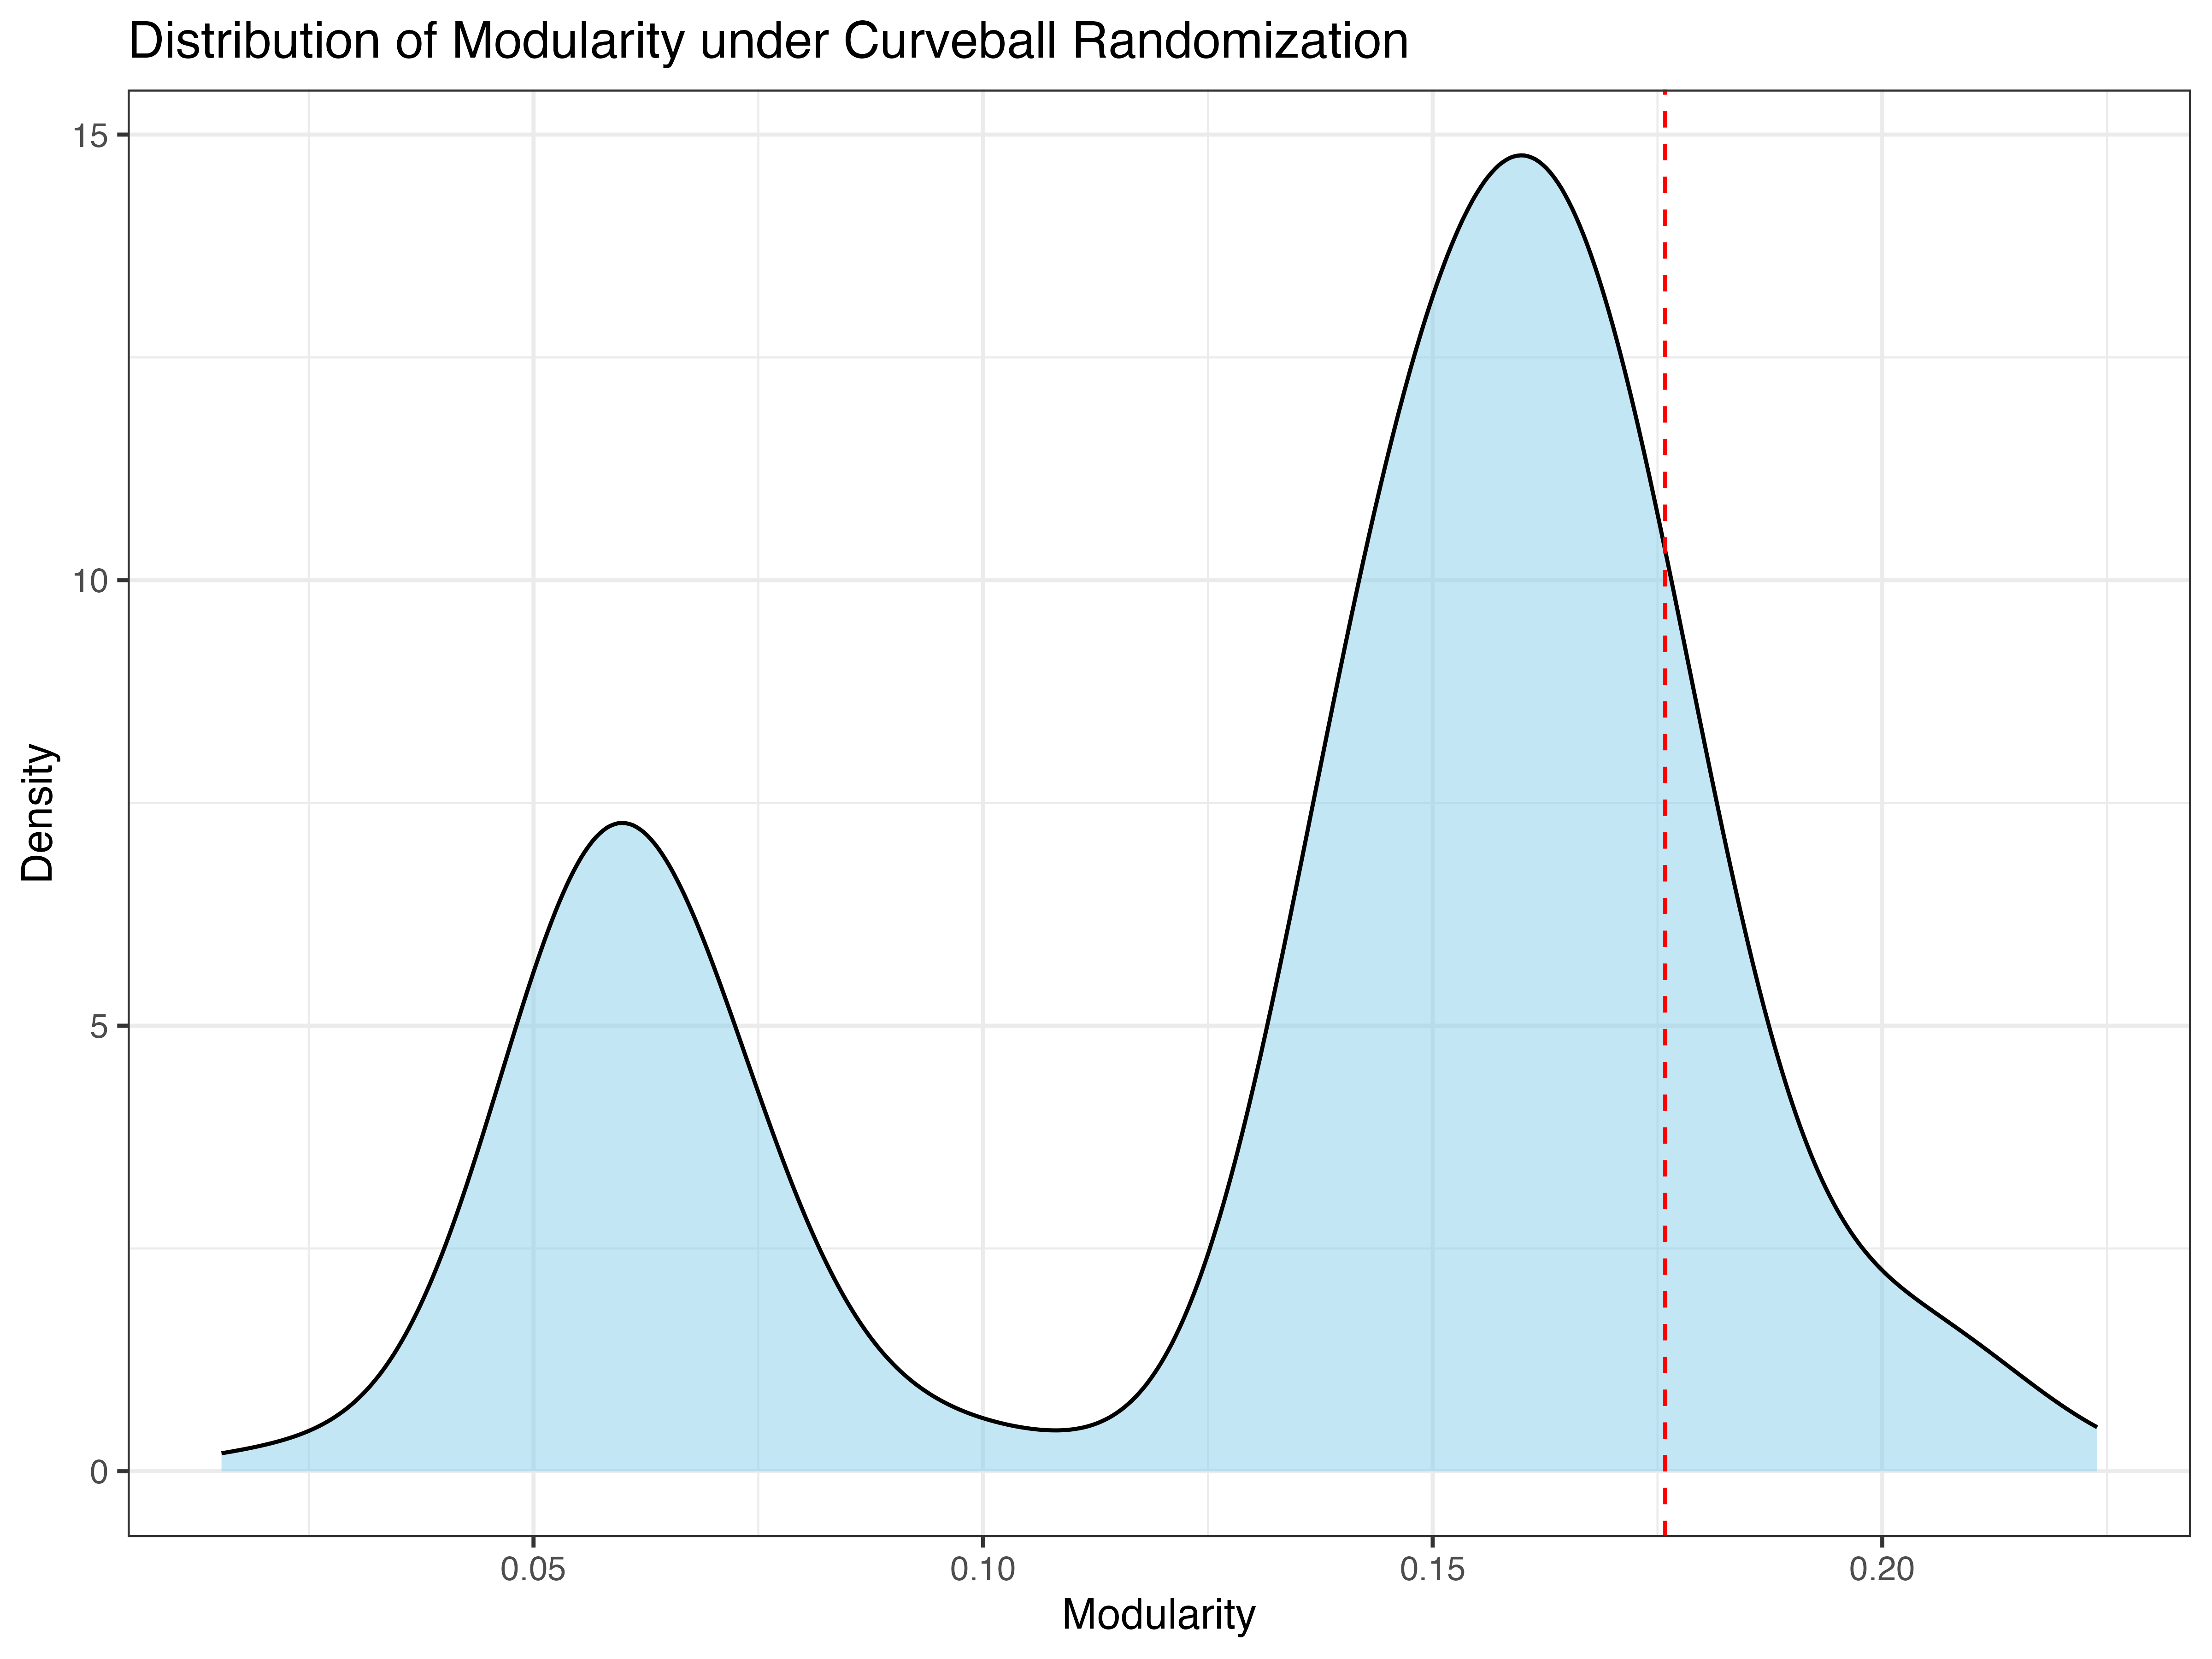 Distribution of Modularity under Curveball Randomization
15
10
5
0
Density
0.05 0.10 0.15 0.20
Modularity